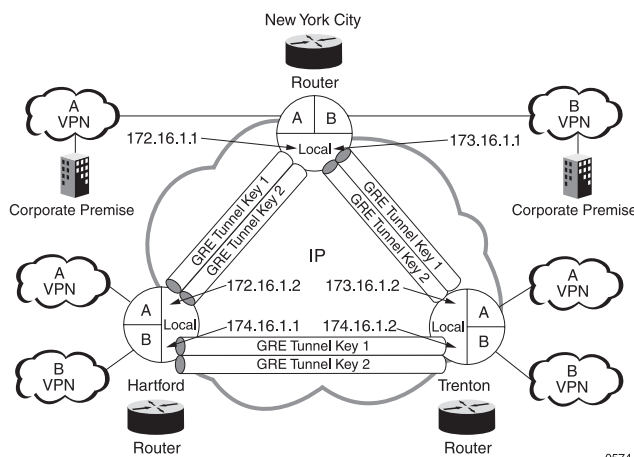 New York City
Router
A
VPN
A
B
B
VPN
172.16.1.1
Local
173.16.1.1
Corporate Premise
Corporate Premise
GRE Tunnel Key 1
GRE Tunnel Key 2
GRE Tunnel Key 1
GRE Tunnel Key 2
IP
A
VPN
172.16.1.2
173.16.1.2
A
VPN
A
Local
B
174.16.1.1
174.16.1.2
Local
A
B
GRE Tunnel Key 1
GRE Tunnel Key 2
B
VPN
B
VPN
Hartford
Trenton
Router
Router